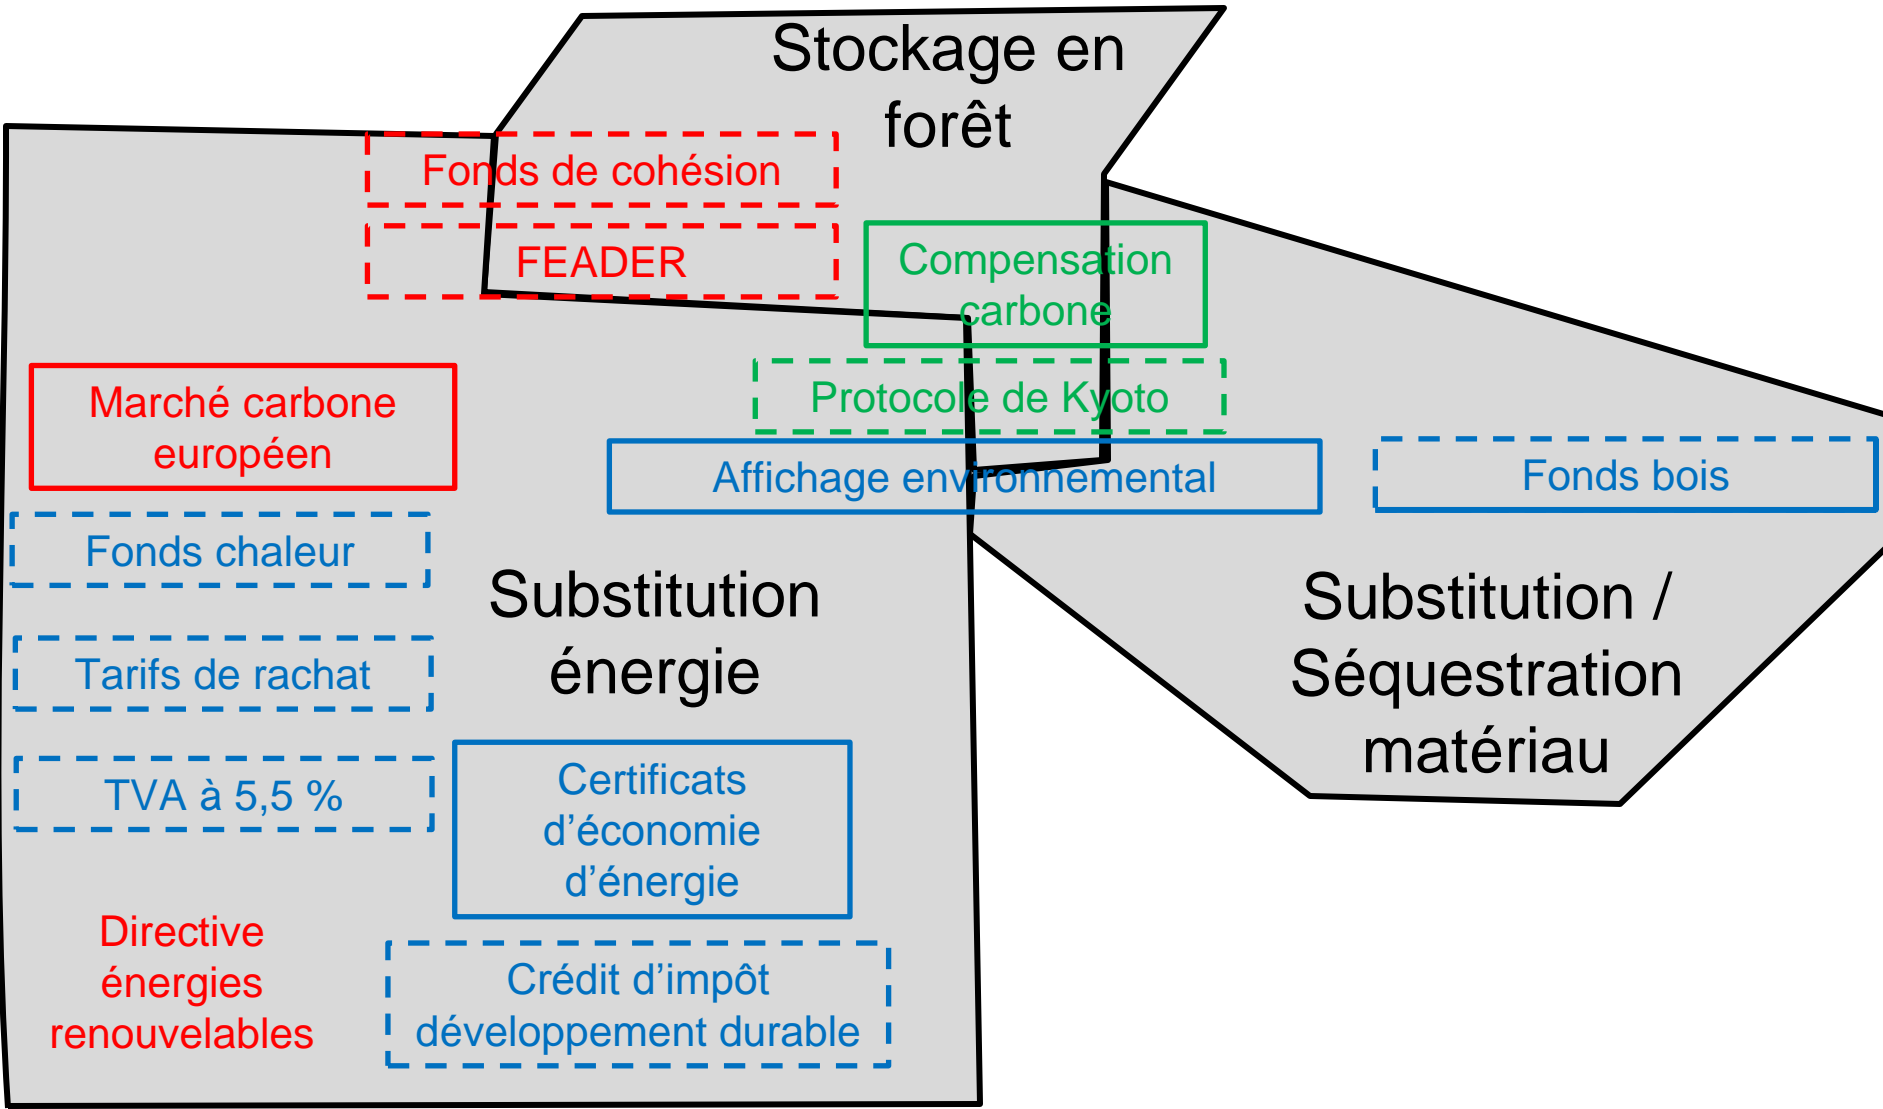 Stockage en
forêt
Fonds de cohésion
FEADER
Compensation
carbone
Marché carbone
européen
Protocole de Kyoto
Affichage environnemental
Fonds bois
Fonds chaleur
Substitution
énergie
Substitution /
Séquestration
matériau
Tarifs de rachat
TVA à 5,5 %
Certificats
d’économie
d’énergie
Directive
énergies
renouvelables
Crédit d’impôt
développement durable